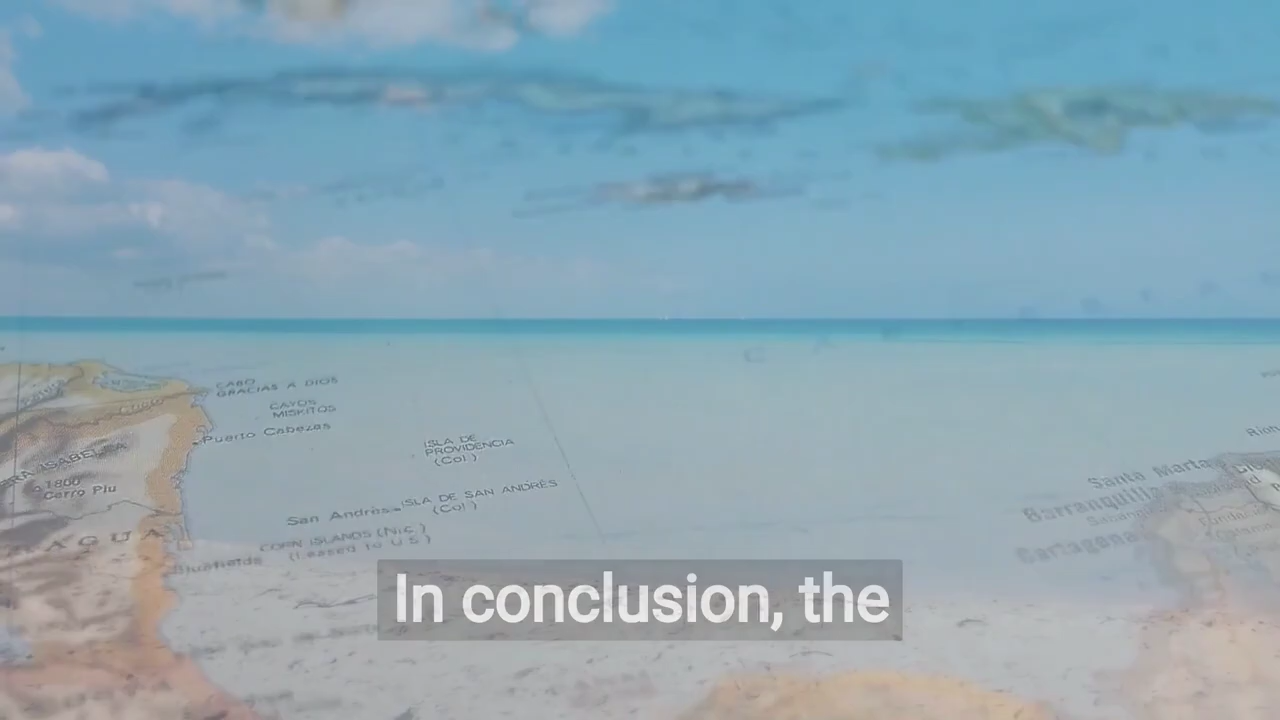 CABO
GRACIAS A DIOS
CAYOS
MISKITOS
Puerto Cabezas
ISLA DE
PROVIDENCIA
(Col.)
ISABELIA
1800
Cerro Piu
ISLA DE SAN ANDRÉS
(Col.)
San Andrés
CORN ISLANDS (Nic.)
(Leased to U S)
AGUA
Bluefields
Santa Marta
Barranquilla
Cartagena
In conclusion, the